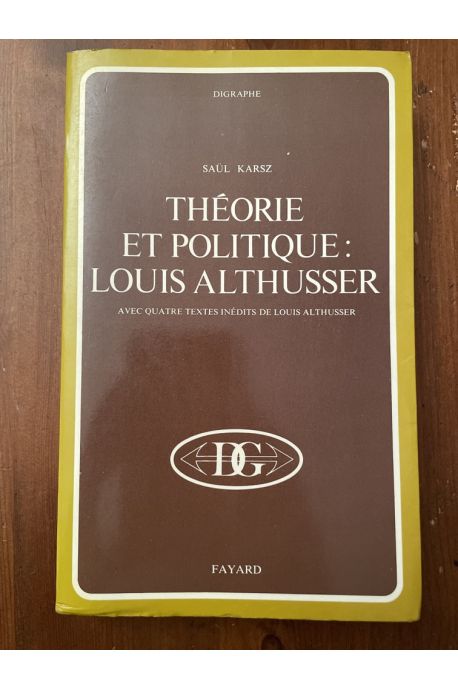 DIGRAPHE
SAÜL KARSZ
THÉORIE
ET POLITIQUE :
LOUIS ALTHUSSER
AVEC QUATRE TEXTES INÉDITS DE LOUIS ALTHUSSER
DG
FAYARD